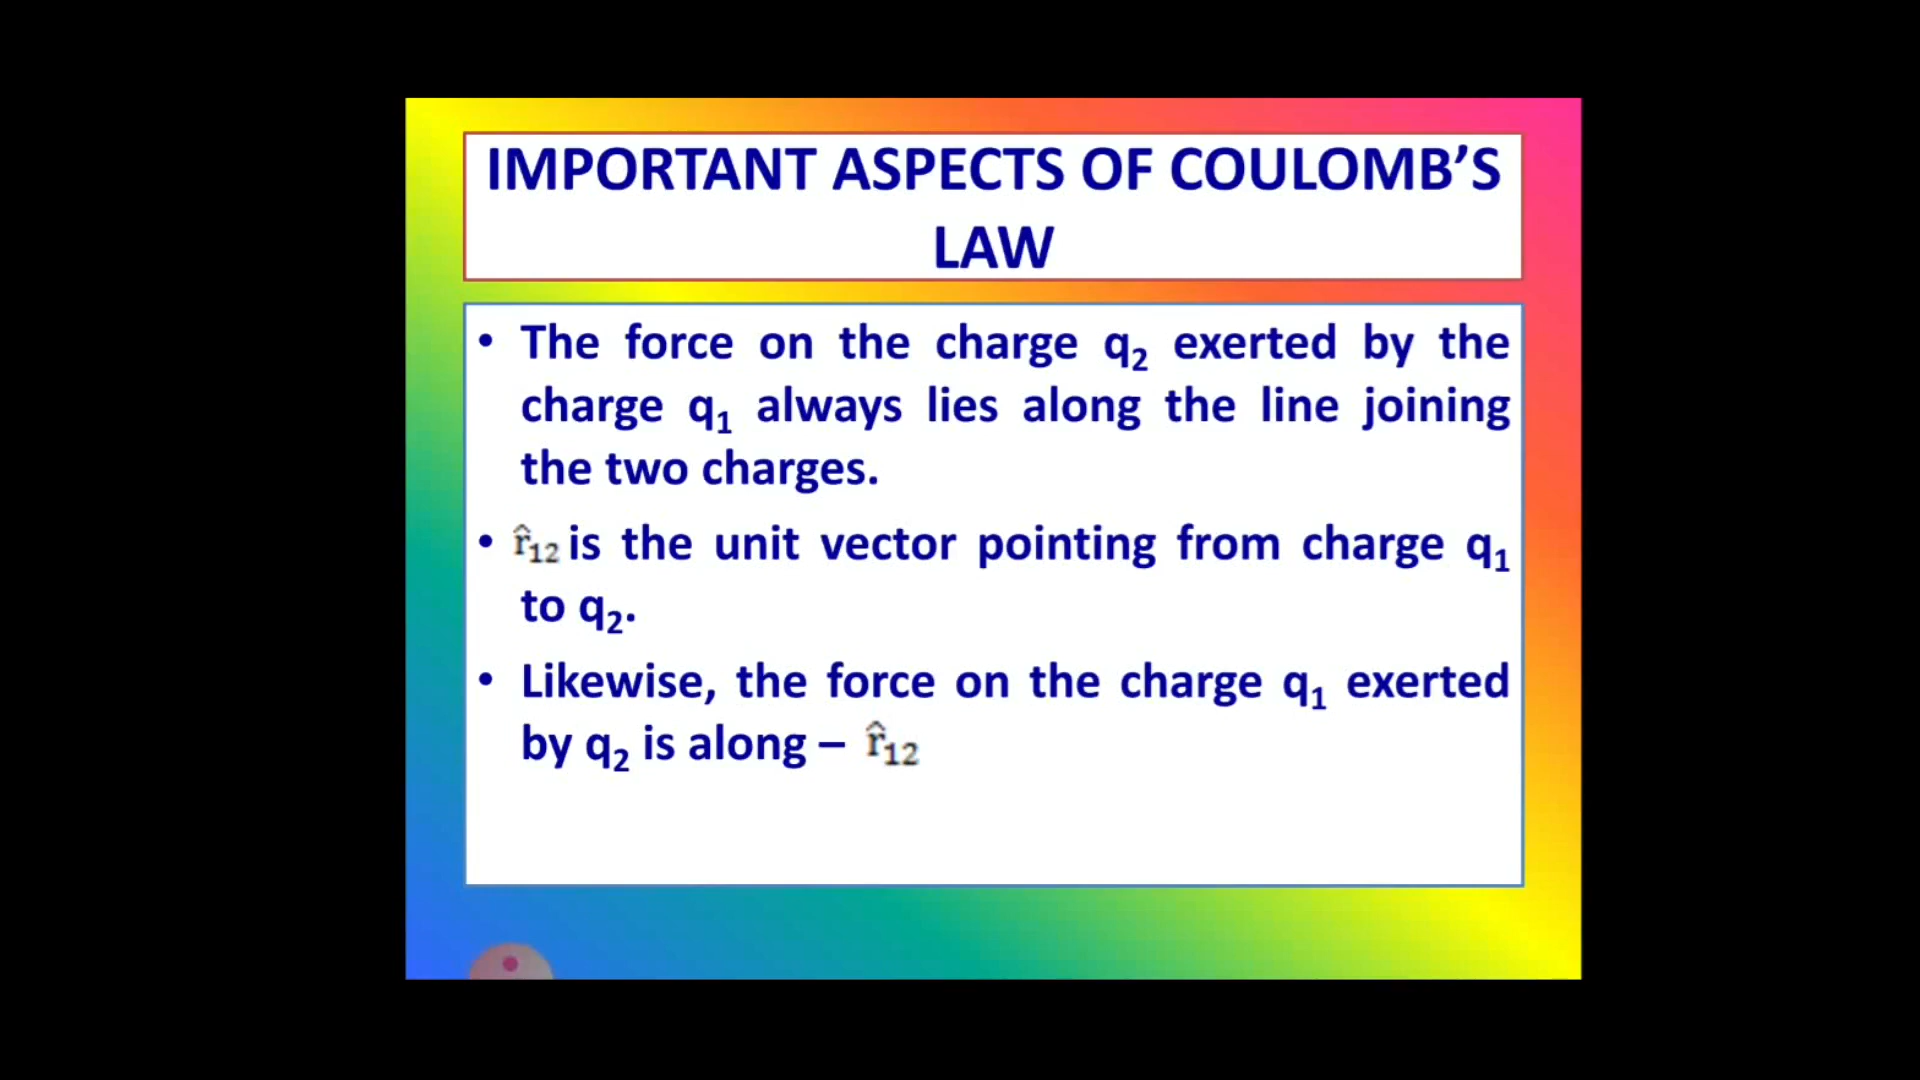 IMPORTANT ASPECTS OF COULOMB’S
LAW
• The force on the charge q₂ exerted by the
charge q₁ always lies along the line joining
the two charges.
• r̂₁₂ is the unit vector pointing from charge q₁
to q₂.
• Likewise, the force on the charge q₁ exerted
by q₂ is along – r̂₁₂